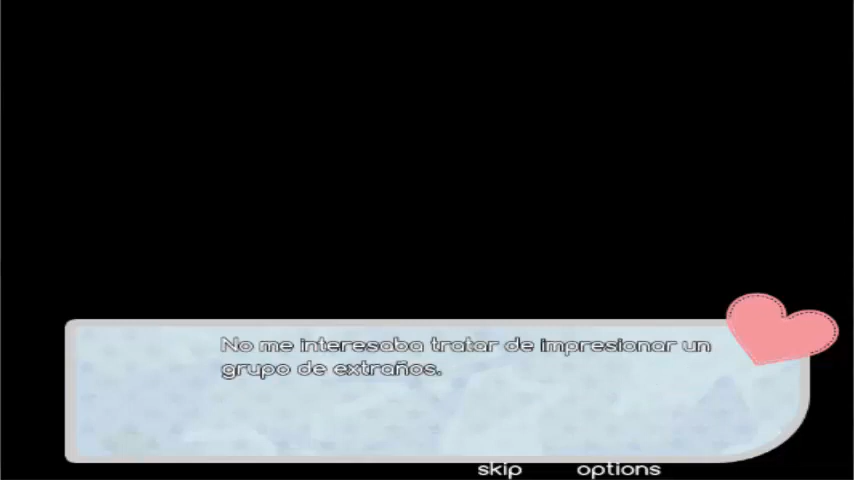 No me interesaba tratar de impresionar un
grupo de extraños.
skip options